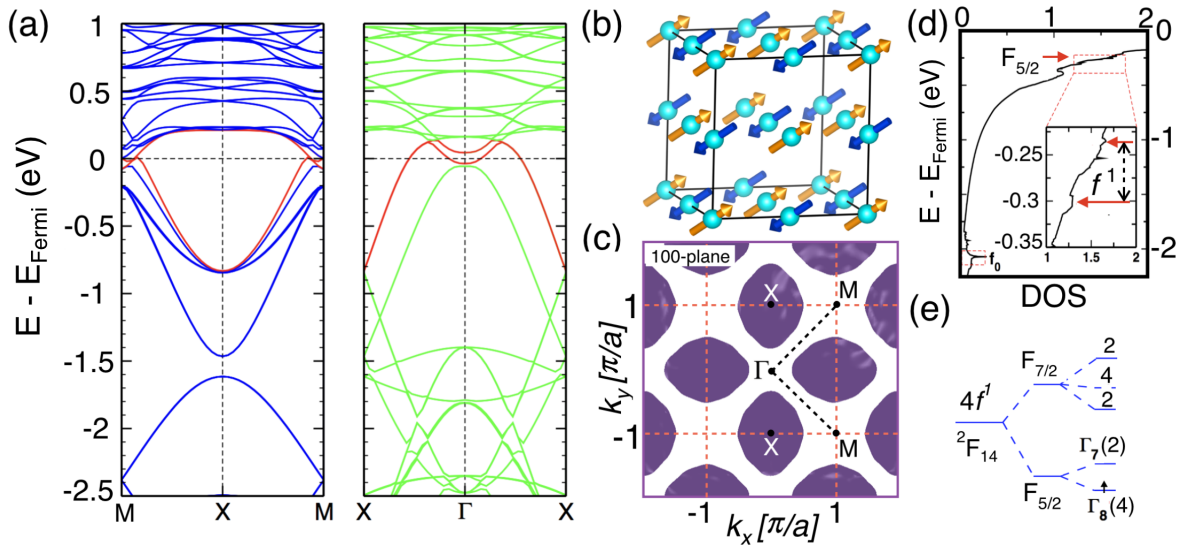 (a)
E - E_Fermi (eV)
1
0.5
0
-0.5
-1
-1.5
-2
-2.5
M X M
X Γ X
(b)
(c)
100-plane
X M
Γ
X M
1
-1
k_y [π/a]
-1 1
k_x [π/a]
(d)
0 1 2
F_5/2
0
-1
-2
E - E_Fermi (eV)
-0.25
-0.3
-0.35
f^1
1 1.5 2
f_0
DOS
(e)
4f^1
^2F_14
F_7/2
2
4
2
F_5/2
Γ_7(2)
Γ_8(4)